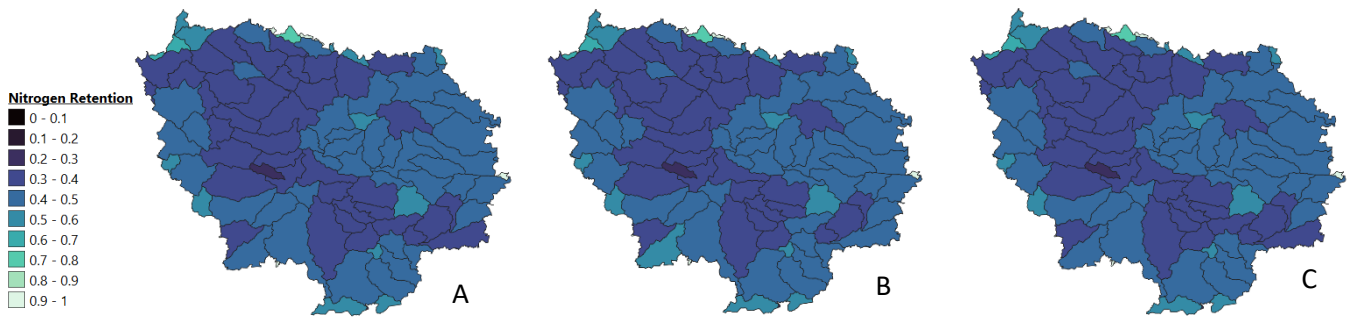 Nitrogen Retention
0 - 0.1
0.1 - 0.2
0.2 - 0.3
0.3 - 0.4
0.4 - 0.5
0.5 - 0.6
0.6 - 0.7
0.7 - 0.8
0.8 - 0.9
0.9 - 1
A
B
C